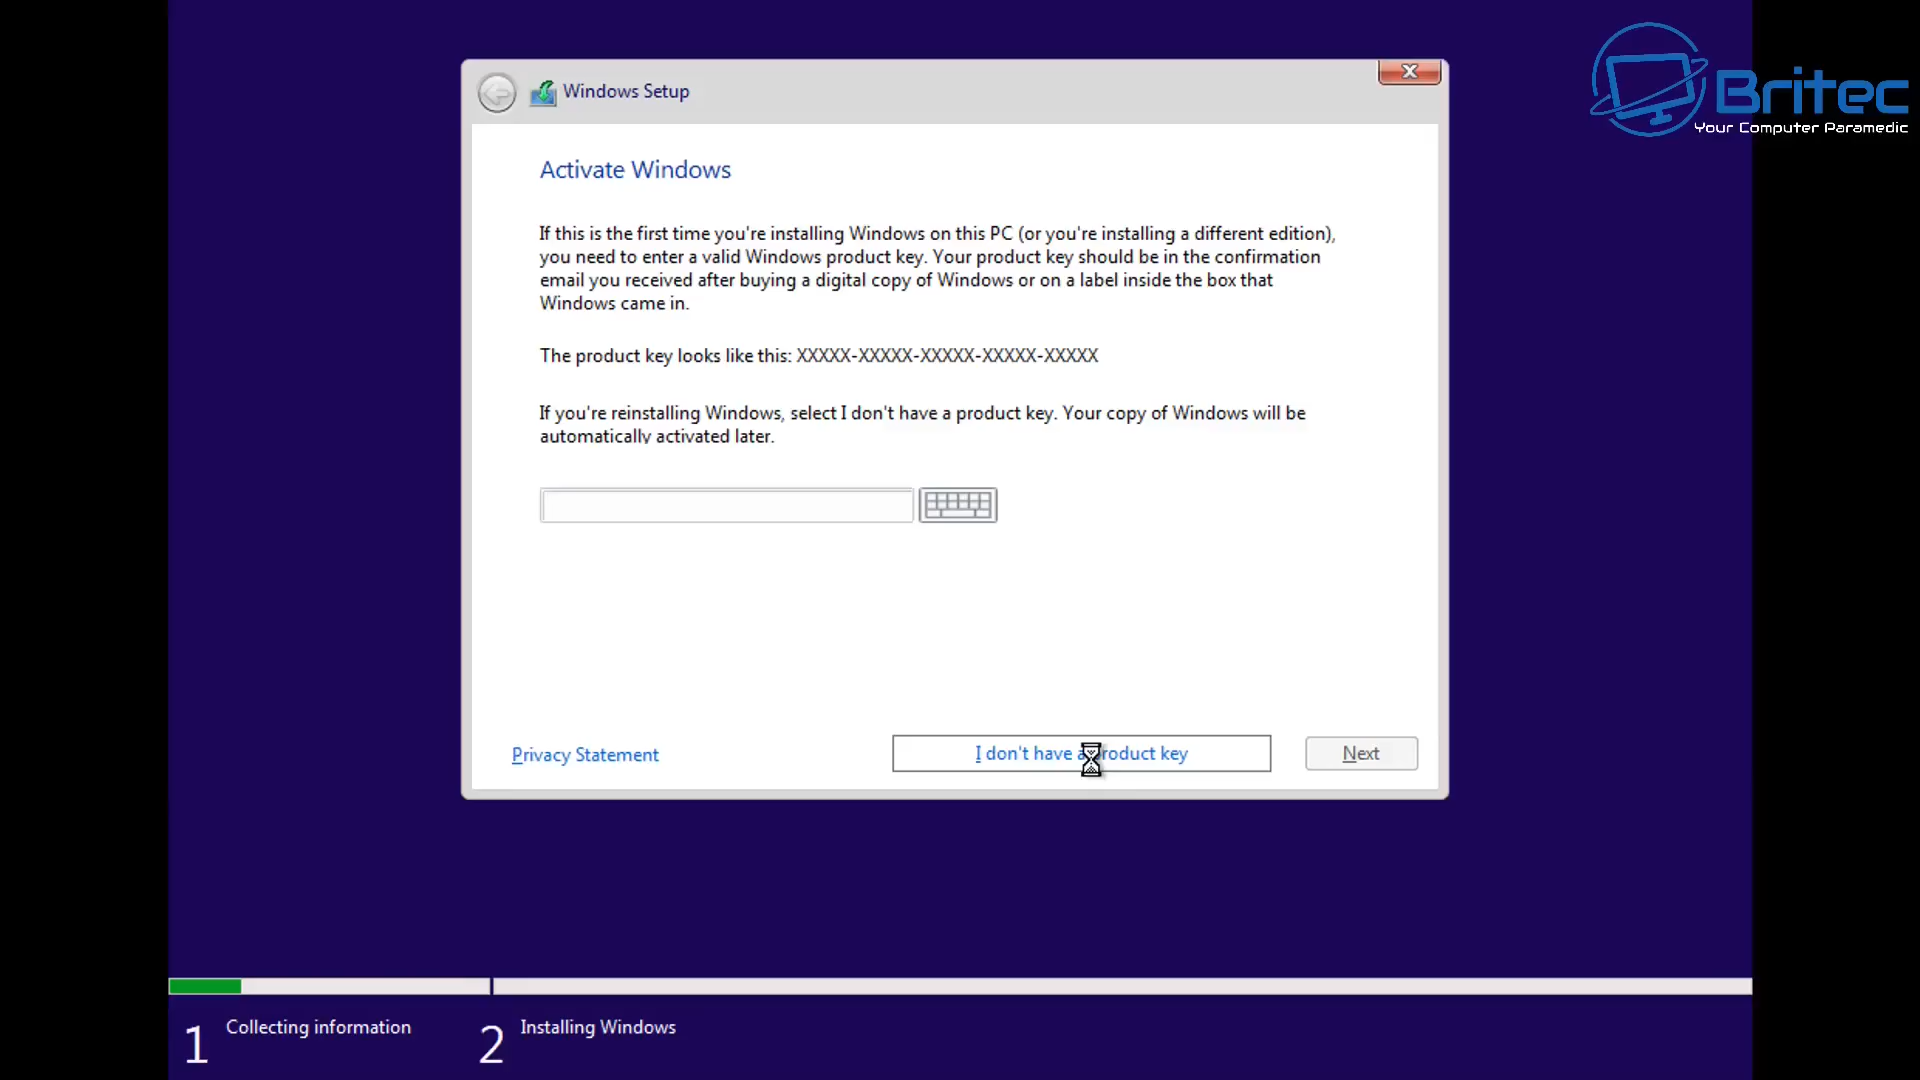 Britec
Your Computer Paramedic
Windows Setup
X
Activate Windows
If this is the first time you're installing Windows on this PC (or you're installing a different edition),
you need to enter a valid Windows product key. Your product key should be in the confirmation
email you received after buying a digital copy of Windows or on a label inside the box that
Windows came in.
The product key looks like this: XXXXX-XXXXX-XXXXX-XXXXX-XXXXX
If you're reinstalling Windows, select I don't have a product key. Your copy of Windows will be
automatically activated later.
Privacy Statement
I don't have a product key
Next
1 Collecting information
2 Installing Windows